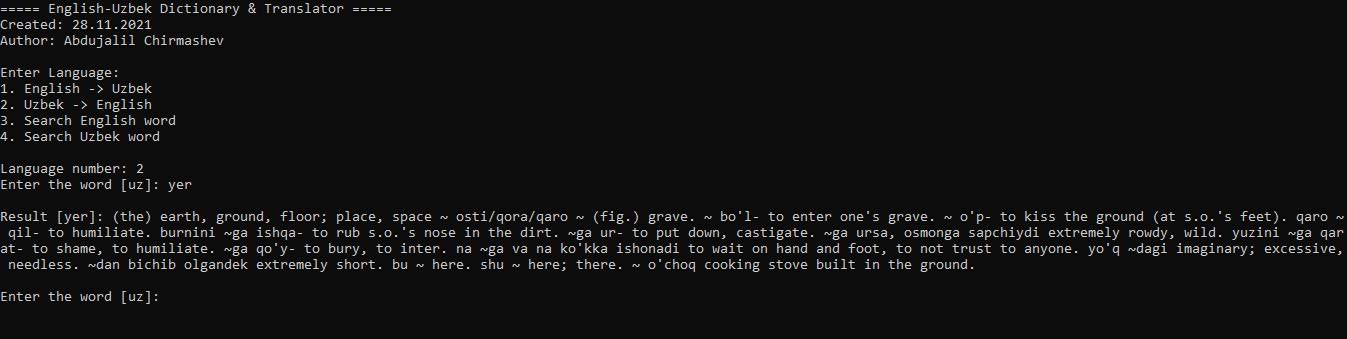 ===== English-Uzbek Dictionary & Translator =====
Created: 28.11.2021
Author: Abdujalil Chirmashev
Enter Language:
1. English -> Uzbek
2. Uzbek -> English
3. Search English word
4. Search Uzbek word
Language number: 2
Enter the word [uz]: yer
Result [yer]: (the) earth, ground, floor; place, space ~ osti/qora/qaro ~ (fig.) grave. ~ bo'l- to enter one's grave. ~ o'p- to kiss the ground (at s.o.'s feet). qaro ~
qil- to humiliate. burnini ~ga ishqa- to rub s.o.'s nose in the dirt. ~ga ur- to put down, castigate. ~ga ursa, osmonga sapchiydi extremely rowdy, wild. yuzini ~ga qar
at- to shame, to humiliate. ~ga qo'y- to bury, to inter. na ~ga va na ko'kka ishonadi to wait on hand and foot, to not trust to anyone. yo'q ~dagi imaginary; excessive,
needless. ~dan bichib olgandek extremely short. bu ~ here. shu ~ here; there. ~ o'choq cooking stove built in the ground.
Enter the word [uz]: